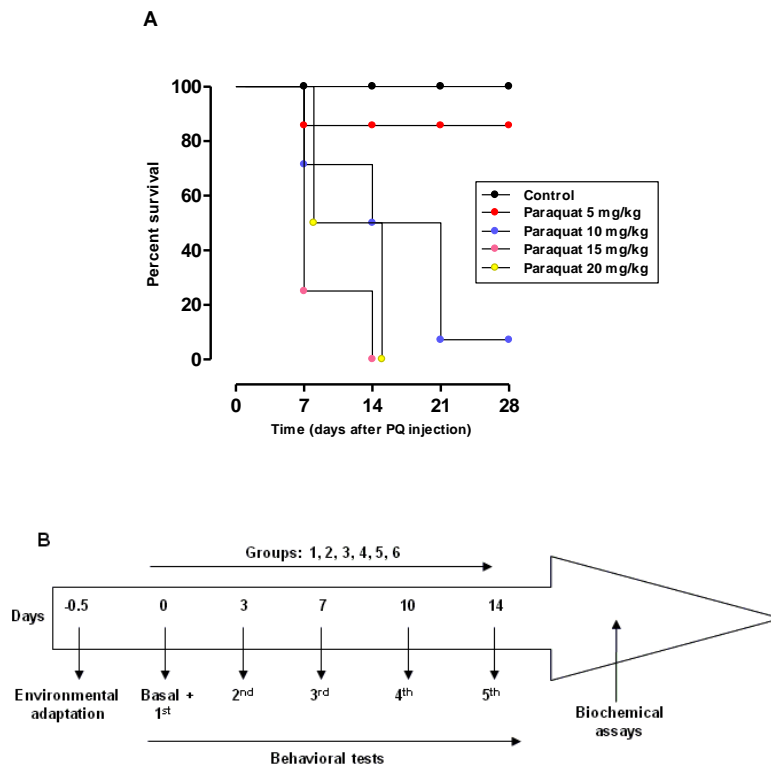 A
100
80
60
40
20
0
Percent survival
0 7 14 21 28
Time (days after PQ injection)
Control
Paraquat 5 mg/kg
Paraquat 10 mg/kg
Paraquat 15 mg/kg
Paraquat 20 mg/kg
B
Groups: 1, 2, 3, 4, 5, 6
Days -0.5 0 3 7 10 14
Environmental adaptation
Basal + 1st
2nd 3rd 4th 5th
Biochemical assays
Behavioral tests